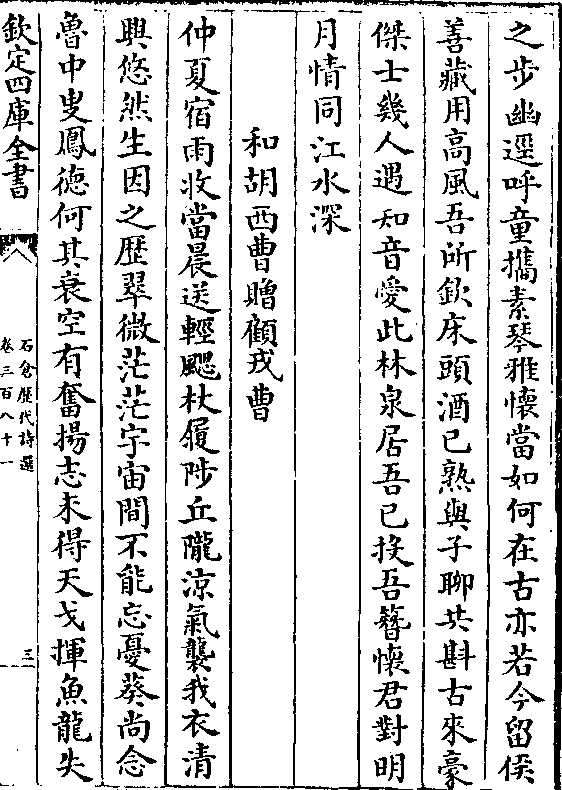 之步幽逕呼童攜素琴雅懷當如何在古亦若今留侯
善藏用高風吾所欽床頭酒已熟與子聊共斟古來豪
傑士幾人遇知音愛此林泉居吾已投吾簪懷君對明
月情同江水深
和胡西曹贈顧戎曹
仲夏宿雨收當晨送輕颸杖屨陟丘隴涼氣襲我衣清
興悠然生因之歴翠微茫茫宇宙間不能忘憂葵尚念
魯中叟鳳德何其衰空有奮揚志未得天戈揮魚龍失
欽定四庫全書
石倉歷代詩選
卷三百八十一
三